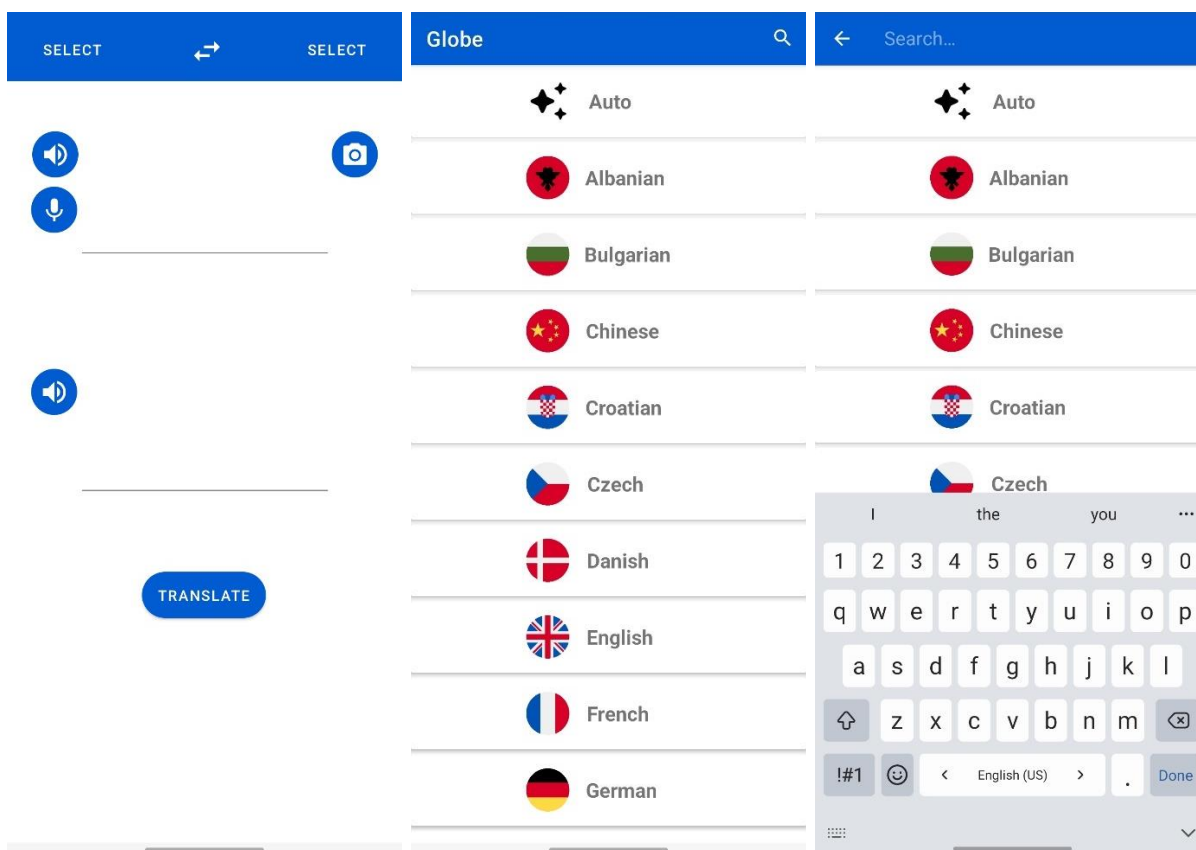 SELECT SELECT
TRANSLATE
Globe
Auto
Albanian
Bulgarian
Chinese
Croatian
Czech
Danish
English
French
German
Search...
Auto
Albanian
Bulgarian
Chinese
Croatian
Czech
I the you ...
1 2 3 4 5 6 7 8 9 0
q w e r t y u i o p
a s d f g h j k l
z x c v b n m
!#1 < English (US) > . Done